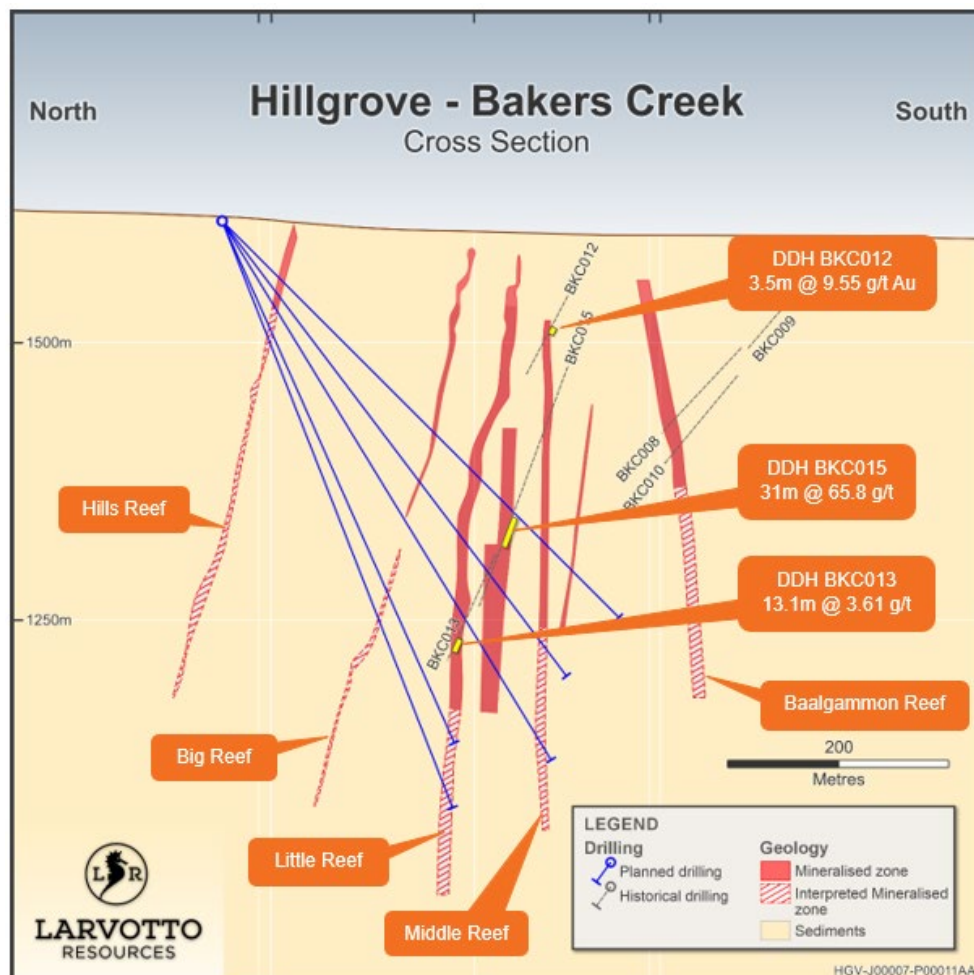 Hillgrove - Bakers Creek
Cross Section
North
South
DDH BKC012
3.5m @ 9.55 g/t Au
BKC012
BKC015
BKC009
1500m
BKC008
BKC010
DDH BKC015
31m @ 65.8 g/t
Hills Reef
DDH BKC013
13.1m @ 3.61 g/t
1250m
BKC013
Baalgammon Reef
Big Reef
200
Metres
Little Reef
Middle Reef
LEGEND
Drilling
Planned drilling
Historical drilling
Geology
Mineralised zone
Interpreted Mineralised
zone
Sediments
L R
LARVOTTO
RESOURCES
HGV-J00007-P00011AA